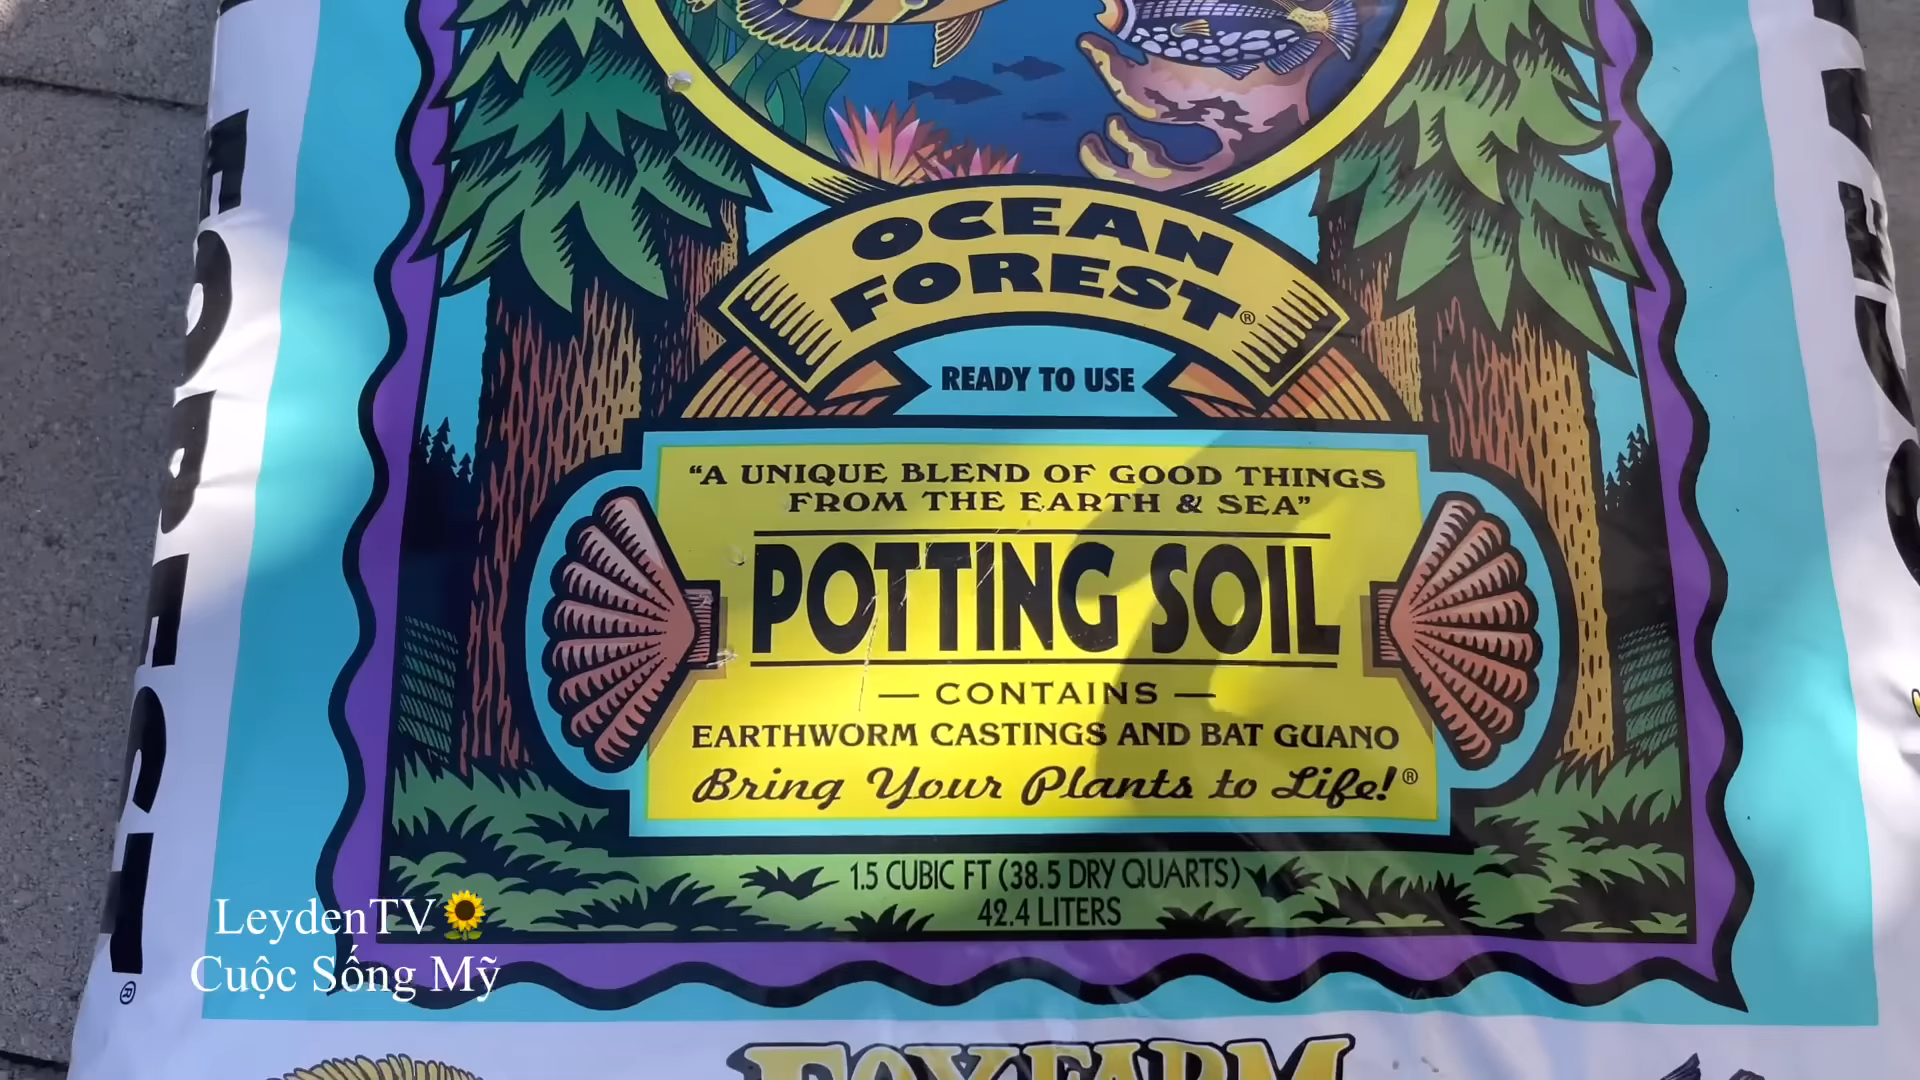 OCEAN
FOREST®
READY TO USE
"A UNIQUE BLEND OF GOOD THINGS
FROM THE EARTH & SEA"
POTTING SOIL
— CONTAINS —
EARTHWORM CASTINGS AND BAT GUANO
Bring Your Plants to Life!®
1.5 CUBIC FT (38.5 DRY QUARTS)
42.4 LITERS
FOREST®
LeydenTV🌻
Cuộc Sống Mỹ
FOXFARM